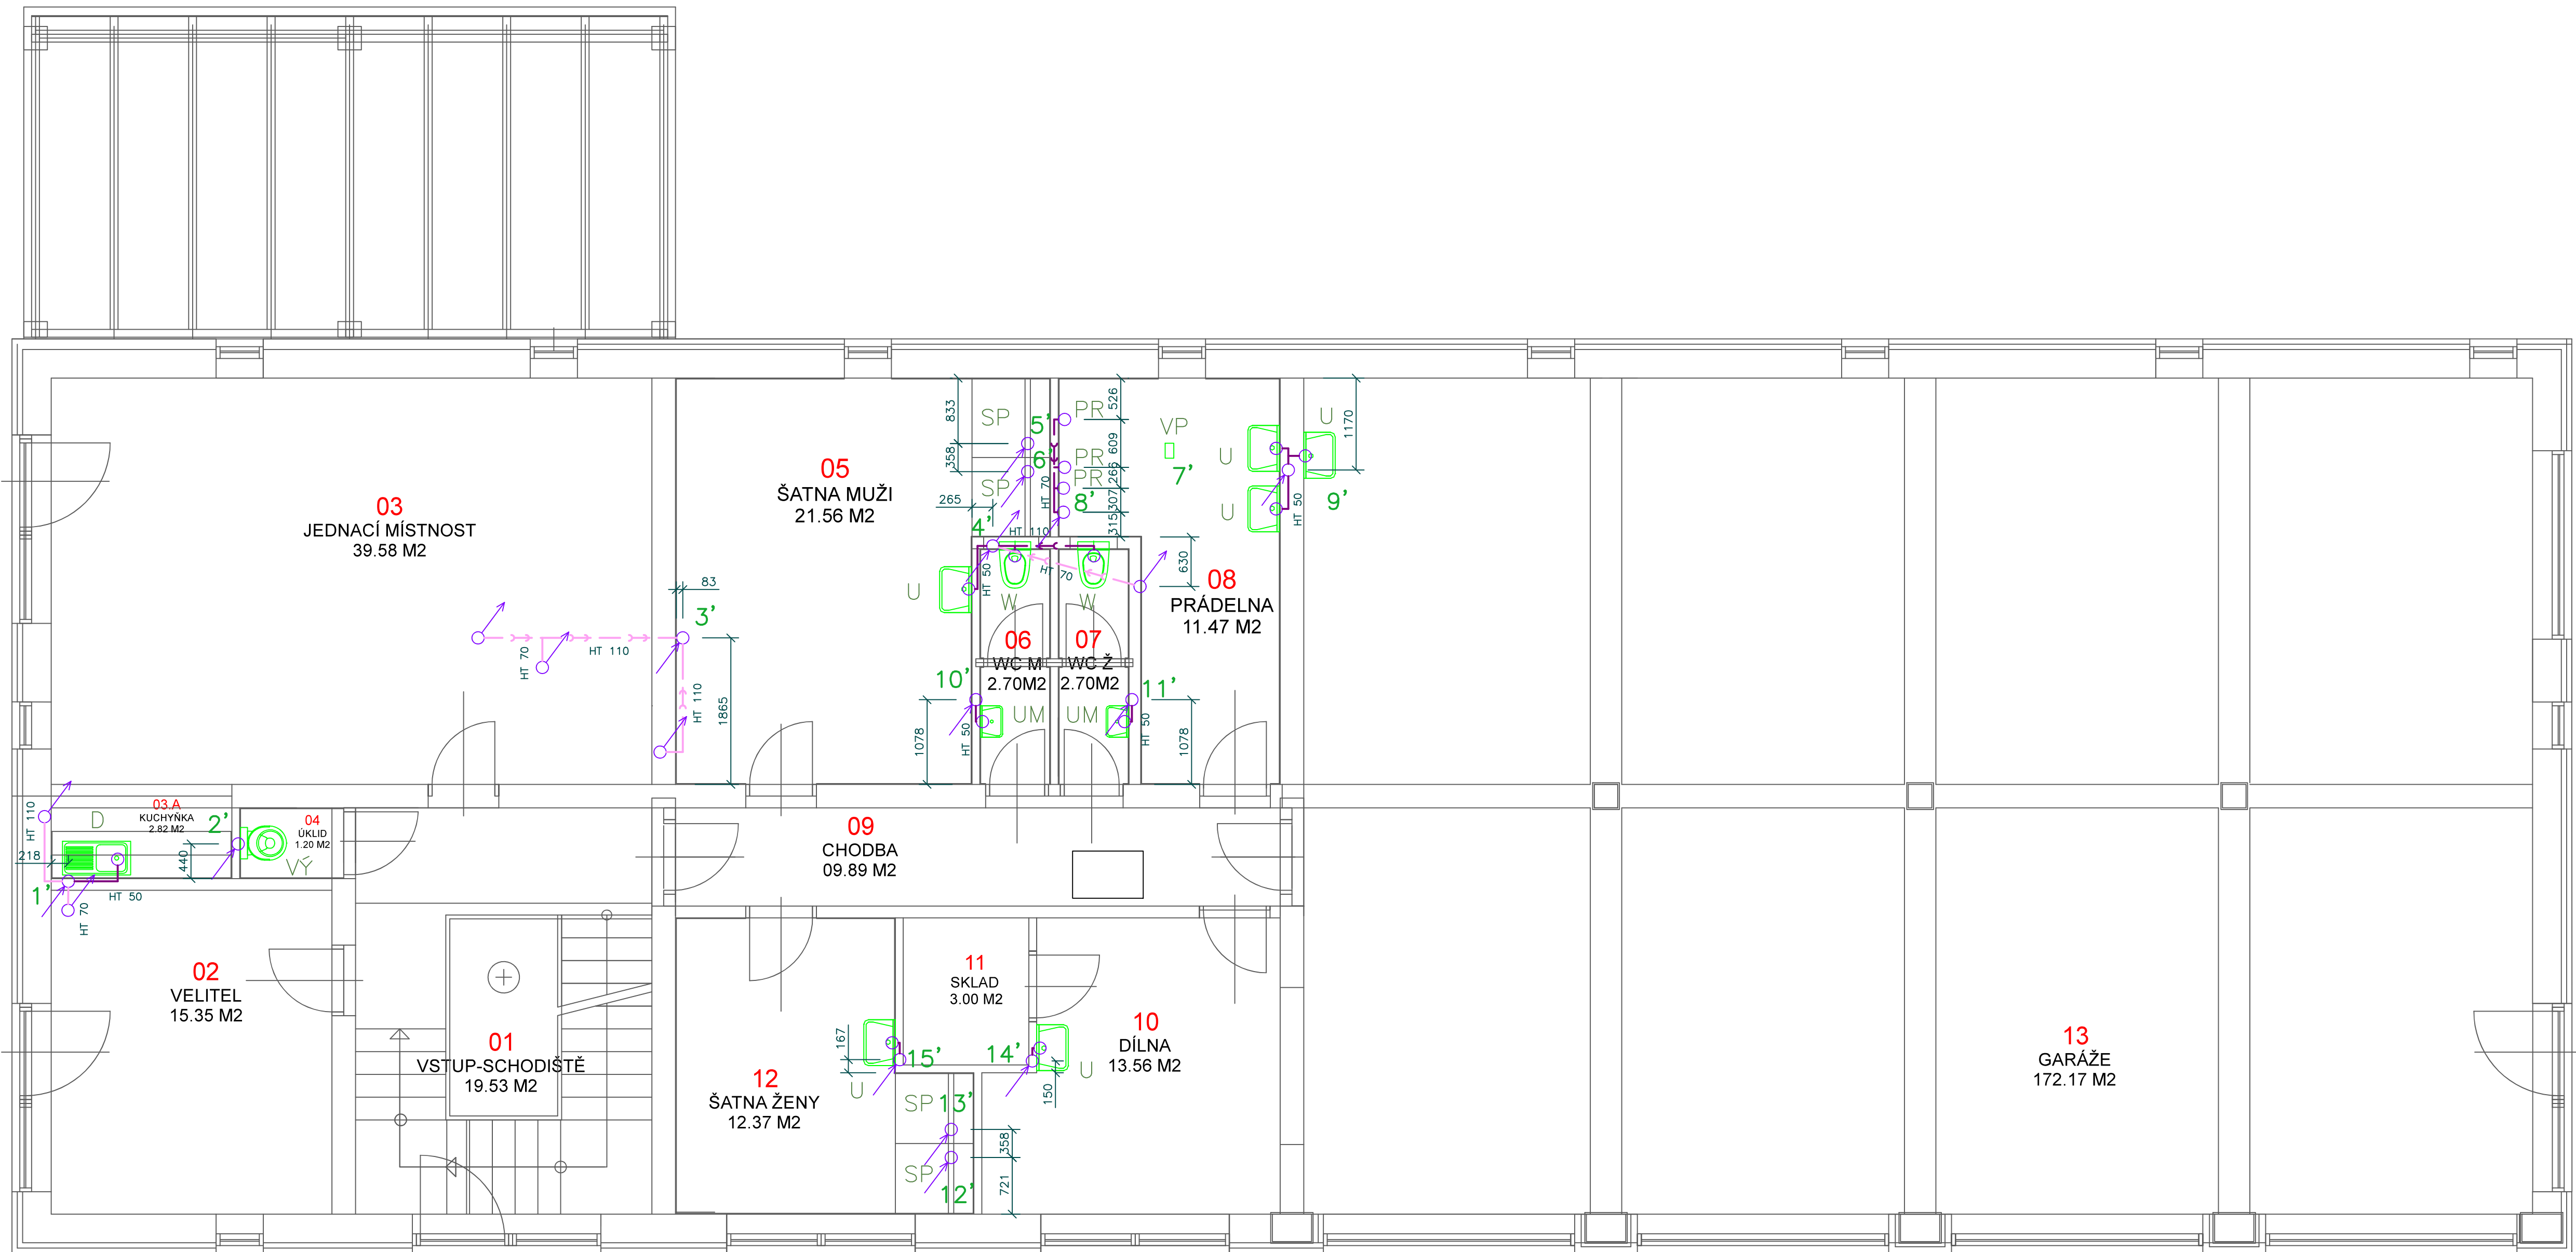 03
JEDNACÍ MÍSTNOST
39.58 M2
HT 70
HT 110
83
3'
HT 110
1865
05
ŠATNA MUŽI
21.56 M2
833
358
265
SP
SP
5'
6'
4'
HT 70
HT 110
HT 50
HT 70
U
W
W
PR
PR
PR
8'
526
609
266
307
315
VP
7'
U
U
U
9'
HT 50
1170
630
08
PRÁDELNA
11.47 M2
06
WC M
2.70M2
07
WC Ž
2.70M2
10'
11'
UM
UM
HT 50
HT 50
1078
1078
HT 110
D
03.A
KUCHYŇKA
2.82 M2
2'
04
ÚKLID
1.20 M2
VÝ
440
218
1'
HT 50
HT 70
09
CHODBA
09.89 M2
02
VELITEL
15.35 M2
01
VSTUP-SCHODIŠTĚ
19.53 M2
11
SKLAD
3.00 M2
10
DÍLNA
13.56 M2
167
15'
14'
U
U
150
12
ŠATNA ŽENY
12.37 M2
SP
13'
SP
12'
358
721
13
GARÁŽE
172.17 M2